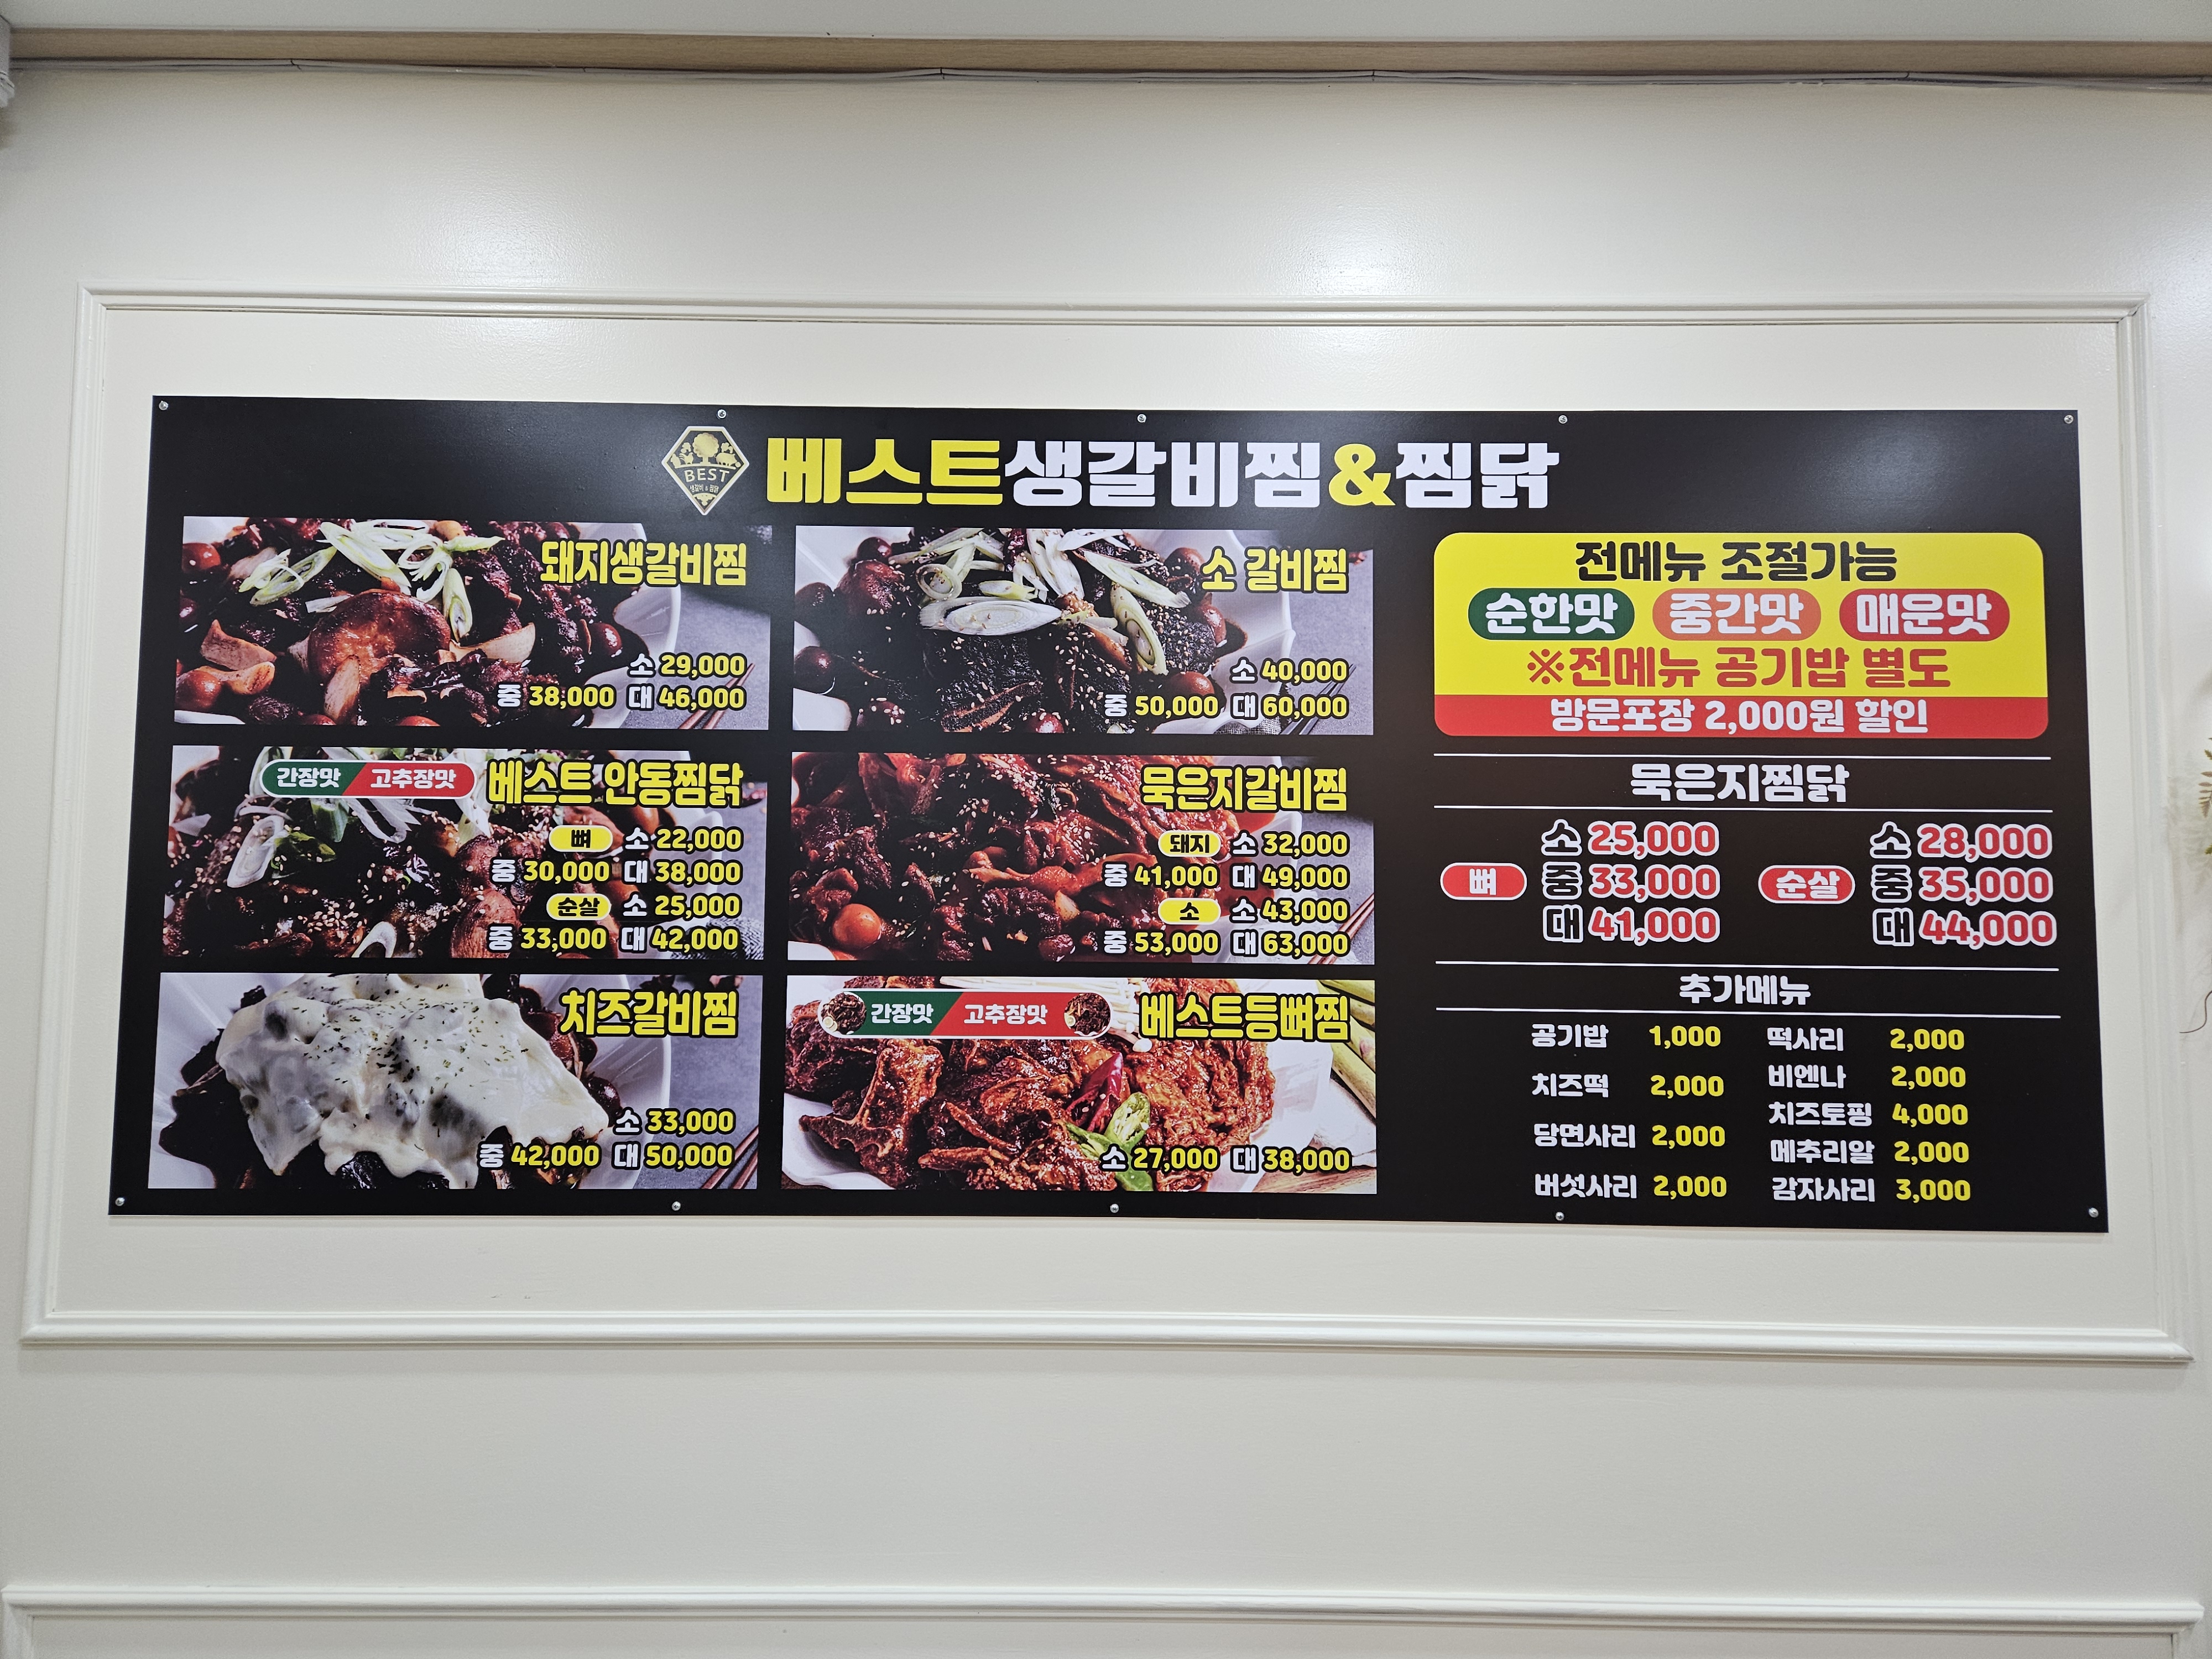 BEST
생갈비 & 찜닭
베스트생갈비찜&찜닭
돼지생갈비찜
소 29,000
중 38,000 대 46,000
소 갈비찜
소 40,000
중 50,000 대 60,000
간장맛 고추장맛 베스트 안동찜닭
뼈 소 22,000
중 30,000 대 38,000
순살 소 25,000
중 33,000 대 42,000
묵은지갈비찜
돼지 소 32,000
중 41,000 대 49,000
소 소 43,000
중 53,000 대 63,000
치즈갈비찜
소 33,000
중 42,000 대 50,000
간장맛 고추장맛 베스트등뼈찜
소 27,000 대 38,000
전메뉴 조절가능
순한맛 중간맛 매운맛
※전메뉴 공기밥 별도
방문포장 2,000원 할인
묵은지찜닭
뼈
소 25,000
중 33,000
대 41,000
순살
소 28,000
중 35,000
대 44,000
추가메뉴
공기밥 1,000
치즈떡 2,000
당면사리 2,000
버섯사리 2,000
떡사리 2,000
비엔나 2,000
치즈토핑 4,000
메추리알 2,000
감자사리 3,000